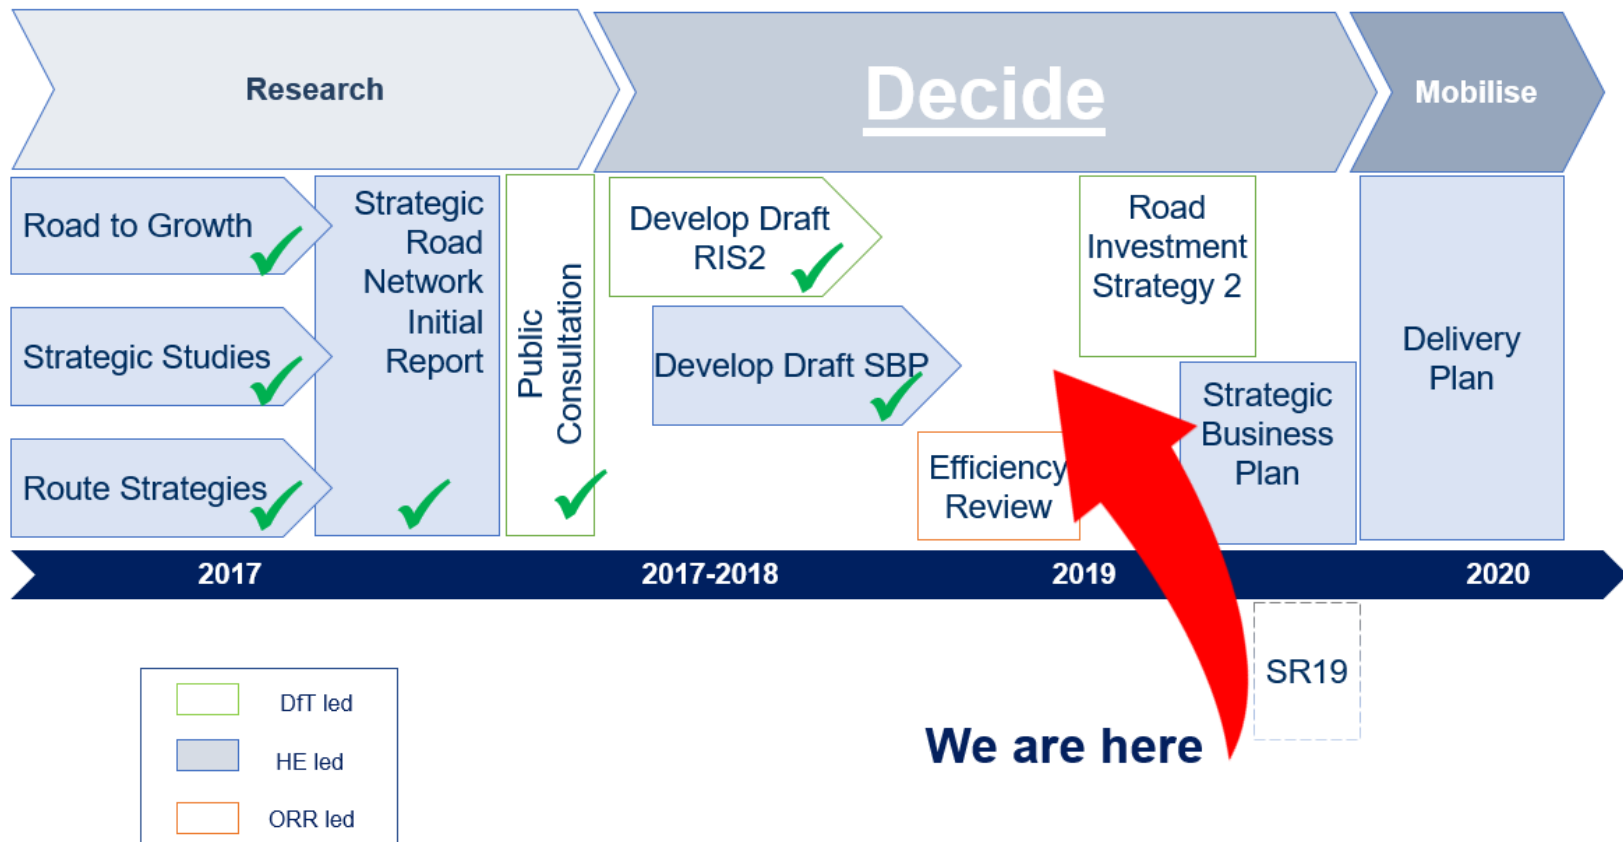 Research
Decide
Mobilise
Road to Growth
Strategic Studies
Route Strategies
Strategic
Road
Network
Initial
Report
Public
Consultation
Develop Draft
RIS2
Develop Draft SBP
Efficiency
Review
Road
Investment
Strategy 2
Strategic
Business
Plan
Delivery
Plan
2017
2017-2018
2019
2020
SR19
We are here
DfT led
HE led
ORR led